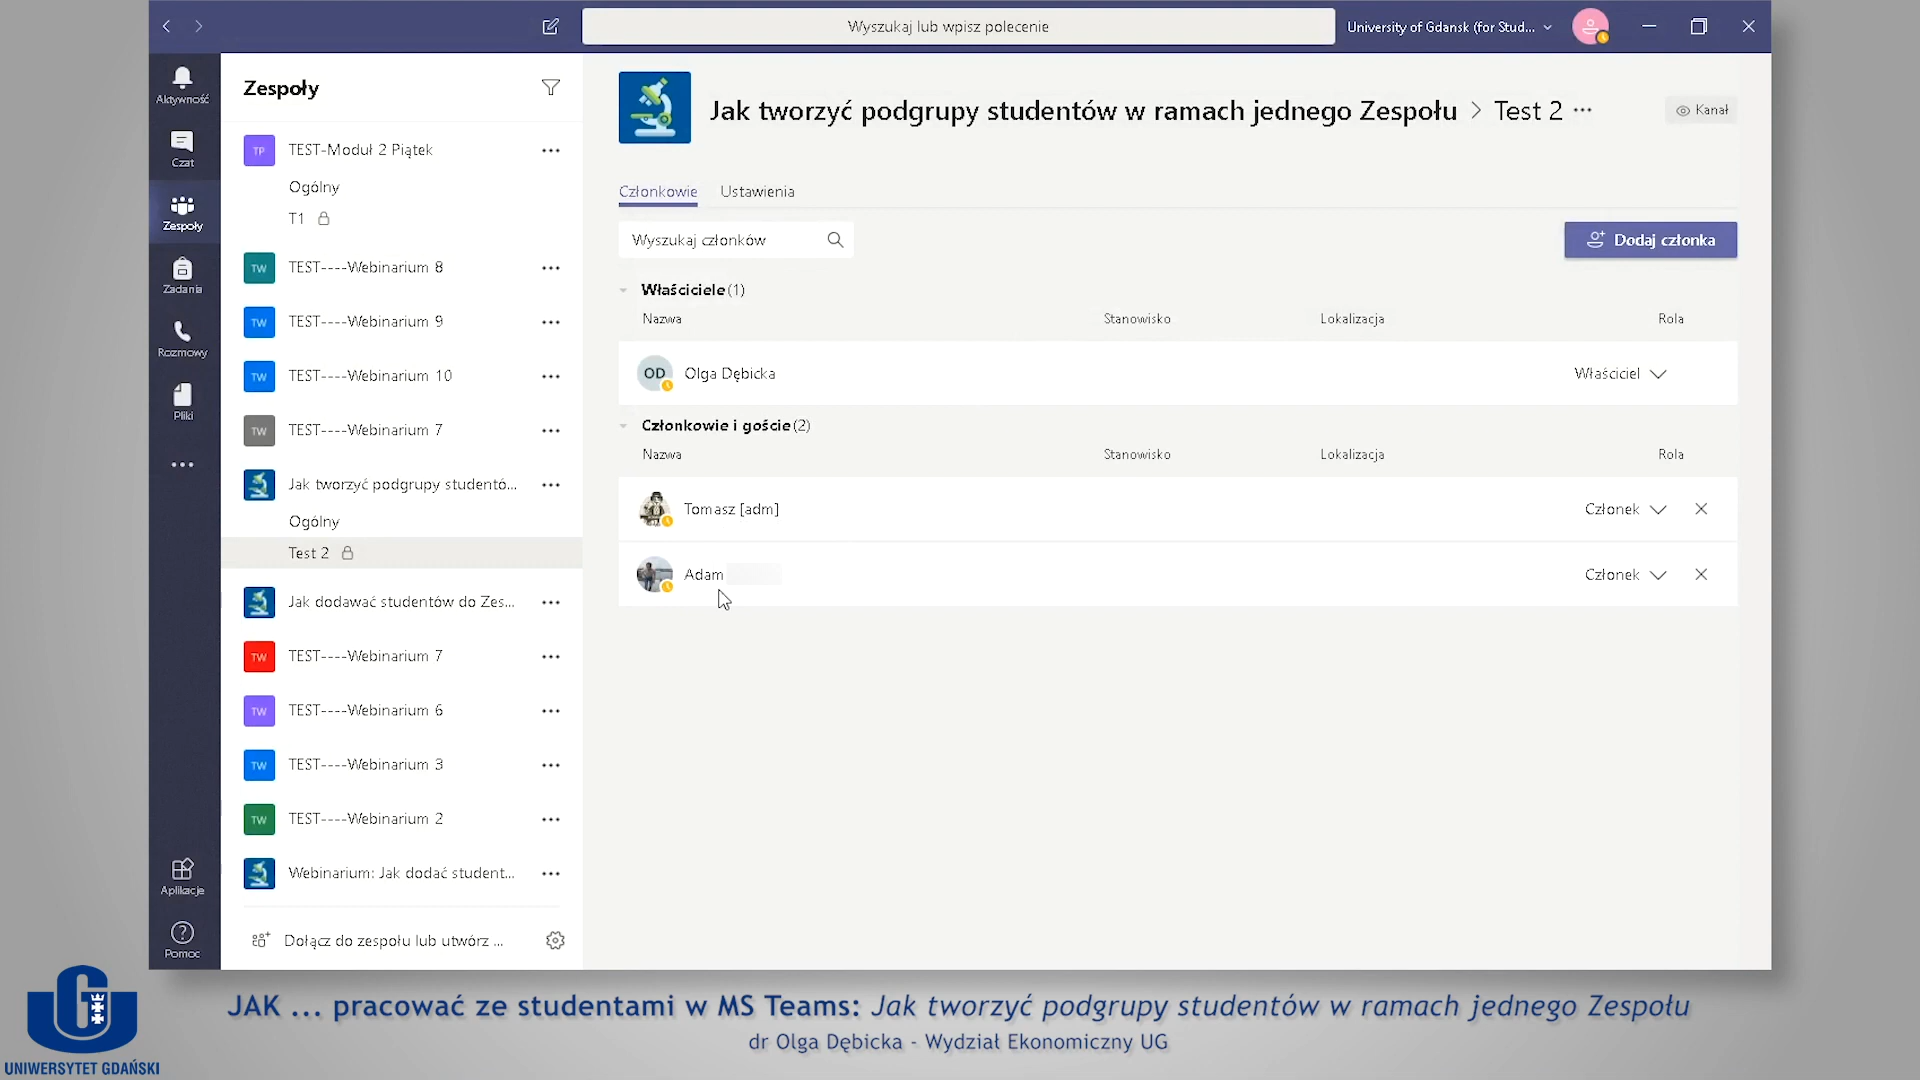 Wyszukaj lub wpisz polecenie
University of Gdansk (for Stud...
Aktywność
Czat
Zespoły
Zadania
Rozmowy
Pliki
Aplikacje
Pomoc
Zespoły
TP TEST-Moduł 2 Piątek
Ogólny
T1
TW TEST----Webinarium 8
TW TEST----Webinarium 9
TW TEST----Webinarium 10
TW TEST----Webinarium 7
Jak tworzyć podgrupy studentó...
Ogólny
Test 2
Jak dodawać studentów do Zes...
TW TEST----Webinarium 7
TW TEST----Webinarium 6
TW TEST----Webinarium 3
TW TEST----Webinarium 2
Webinarium: Jak dodać student...
Dołącz do zespołu lub utwórz ...
Jak tworzyć podgrupy studentów w ramach jednego Zespołu > Test 2 ...
Kanał
Członkowie Ustawienia
Wyszukaj członków
Dodaj członka
Właściciele (1)
Nazwa Stanowisko Lokalizacja Rola
OD Olga Dębicka Właściciel
Członkowie i goście (2)
Nazwa Stanowisko Lokalizacja Rola
Tomasz [adm] Członek
Adam Członek
JAK ... pracować ze studentami w MS Teams: Jak tworzyć podgrupy studentów w ramach jednego Zespołu
dr Olga Dębicka - Wydział Ekonomiczny UG
UNIWERSYTET GDAŃSKI